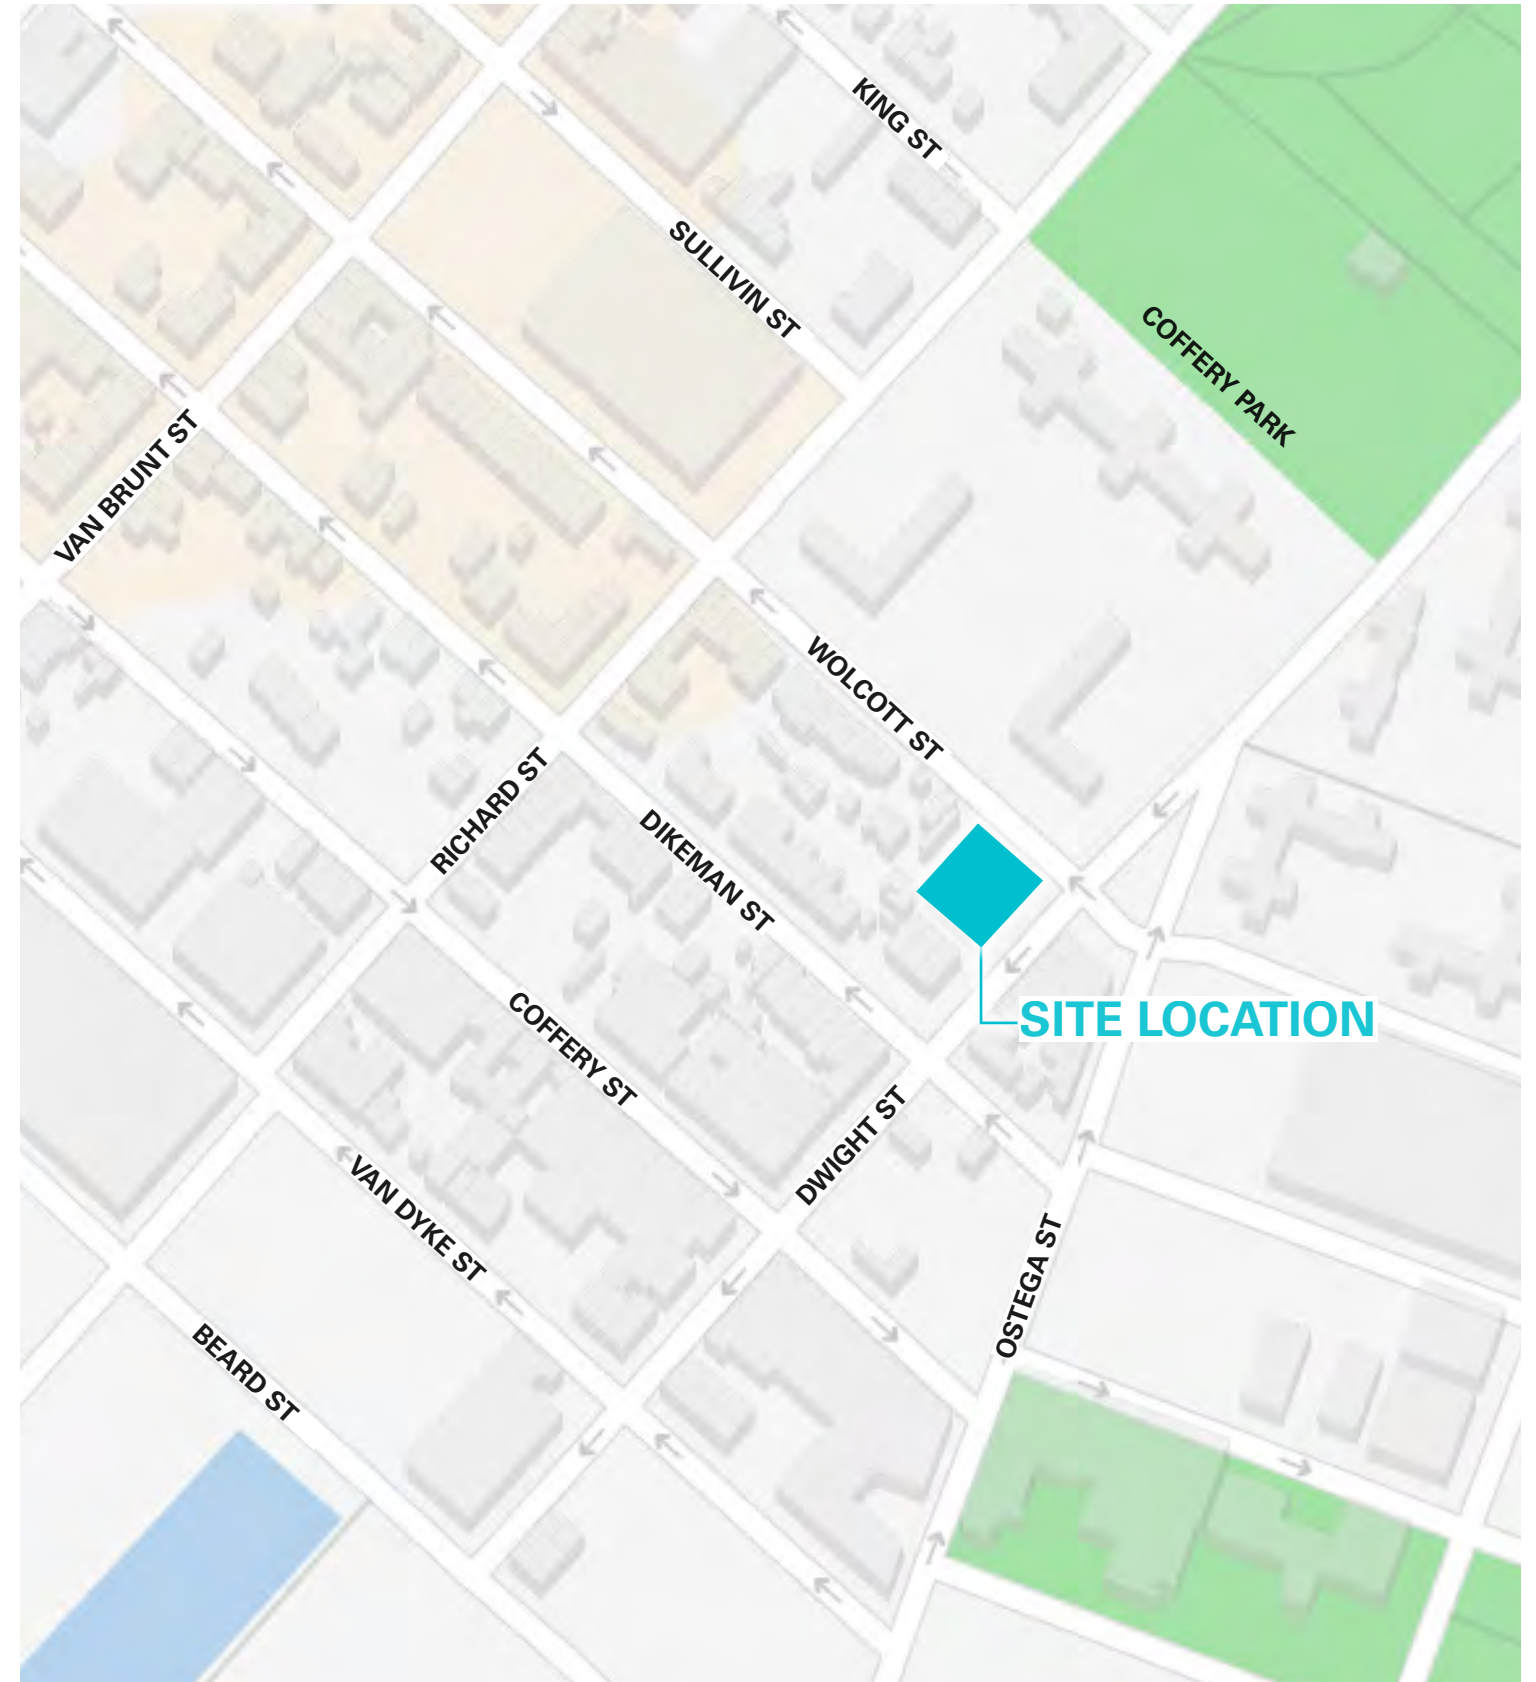 KING ST
SULLIVIN ST
COFFERY PARK
VAN BRUNT ST
WOLCOTT ST
RICHARD ST
DIKEMAN ST
SITE LOCATION
COFFERY ST
DWIGHT ST
VAN DYKE ST
OSTEGA ST
BEARD ST